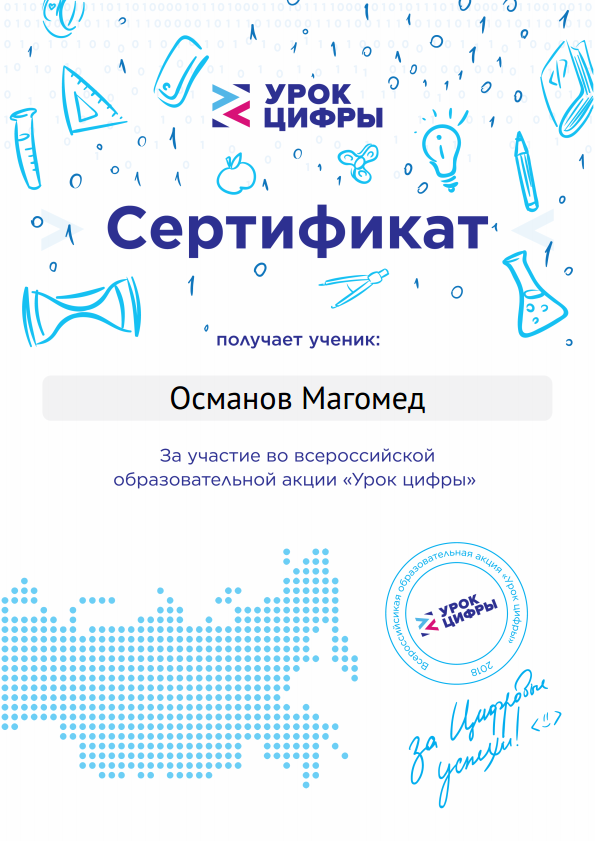 УРОК
ЦИФРЫ
Сертификат
получает ученик:
Османов Магомед
За участие во всероссийской
образовательной акции «Урок цифры»
Всероссийсикая образовательная акция «Урок цифры»
УРОК
ЦИФРЫ
2018
за Цифровые
успехи! <(!!)>